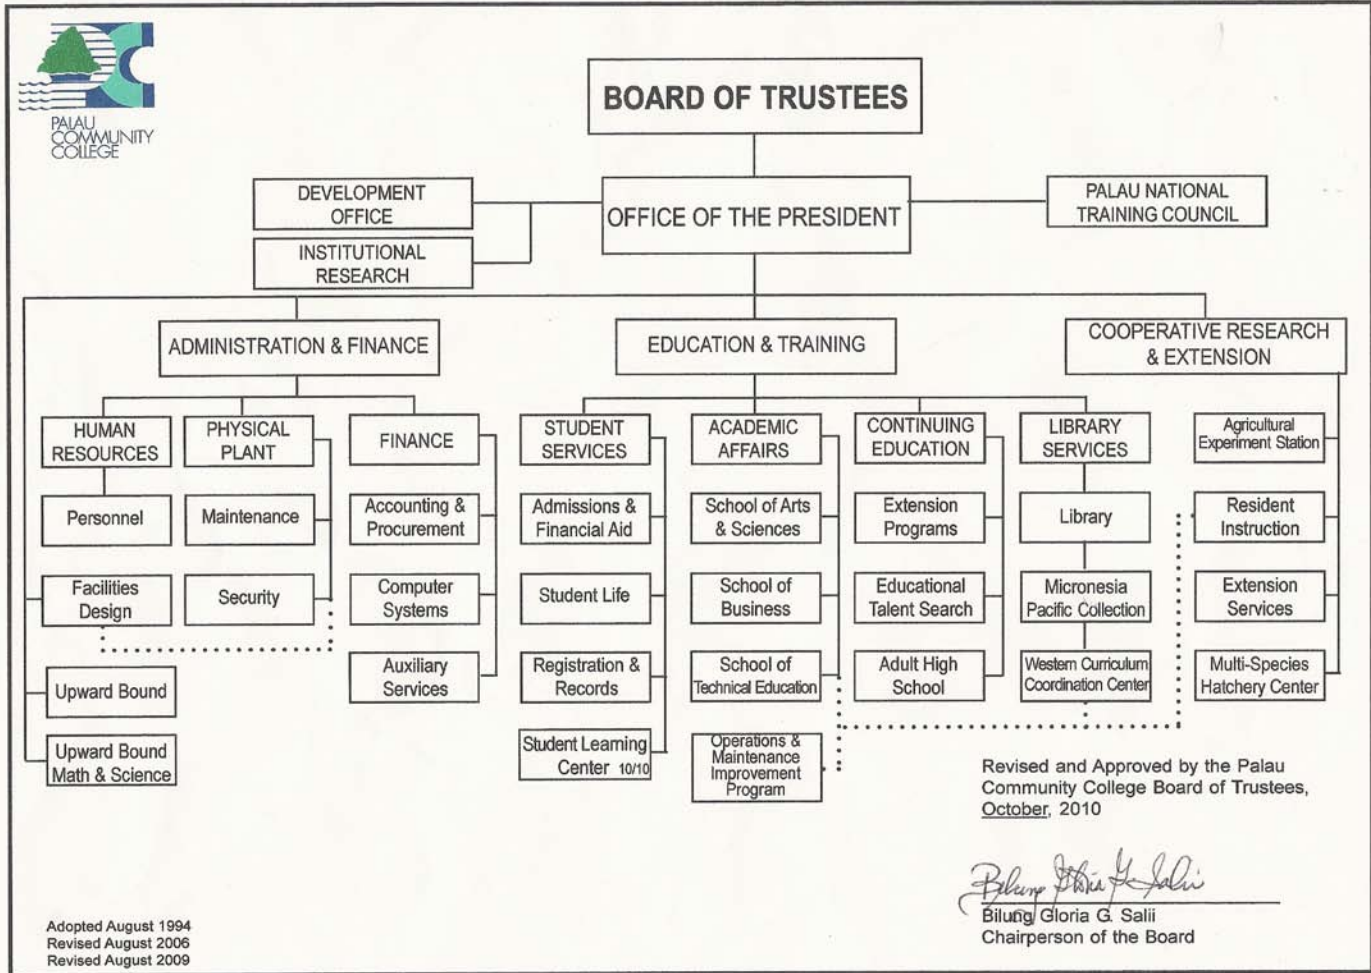 PALAU
COMMUNITY
COLLEGE
BOARD OF TRUSTEES
DEVELOPMENT
OFFICE
OFFICE OF THE PRESIDENT
PALAU NATIONAL
TRAINING COUNCIL
INSTITUTIONAL
RESEARCH
ADMINISTRATION & FINANCE
EDUCATION & TRAINING
COOPERATIVE RESEARCH
& EXTENSION
HUMAN
RESOURCES
PHYSICAL
PLANT
FINANCE
STUDENT
SERVICES
ACADEMIC
AFFAIRS
CONTINUING
EDUCATION
LIBRARY
SERVICES
Agricultural
Experiment Station
Personnel
Maintenance
Accounting &
Procurement
Admissions &
Financial Aid
School of Arts
& Sciences
Extension
Programs
Library
Resident
Instruction
Facilities
Design
Security
Computer
Systems
Student Life
School of
Business
Educational
Talent Search
Micronesia
Pacific Collection
Extension
Services
Upward Bound
Auxiliary
Services
Registration &
Records
School of
Technical Education
Adult High
School
Western Curriculum
Coordination Center
Multi-Species
Hatchery Center
Upward Bound
Math & Science
Student Learning
Center 10/10
Operations &
Maintenance
Improvement
Program
Revised and Approved by the Palau
Community College Board of Trustees,
October, 2010
Bilung Gloria G. Salii
Bilung Gloria G. Salii
Chairperson of the Board
Adopted August 1994
Revised August 2006
Revised August 2009